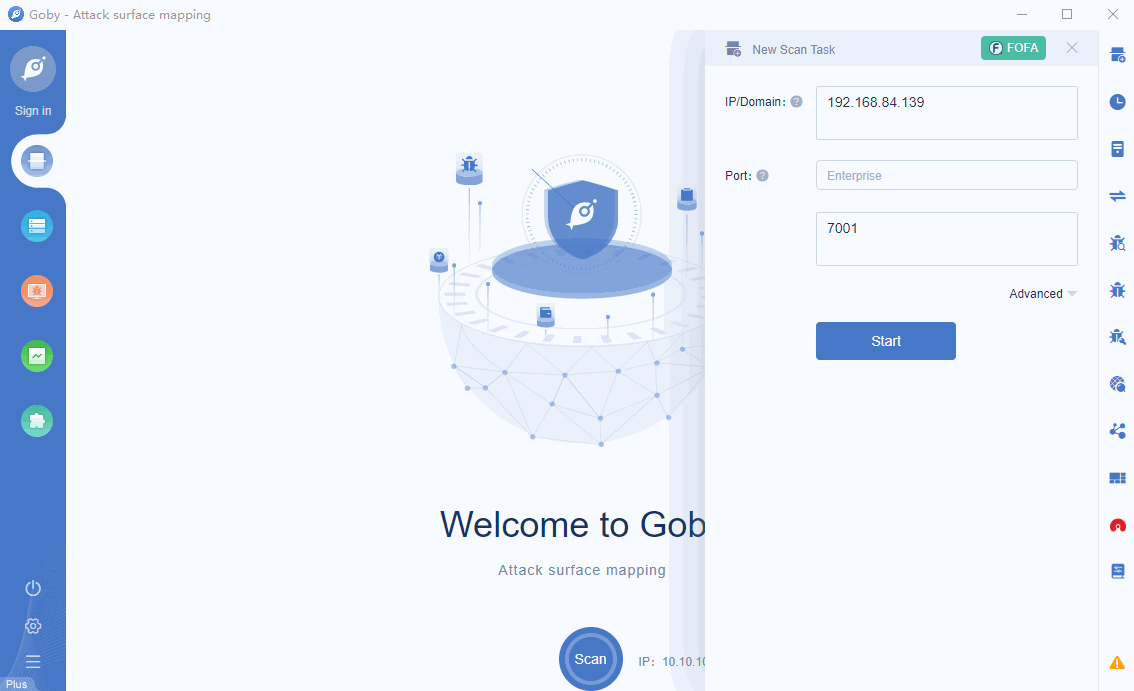 Goby - Attack surface mapping
Sign in
Plus
Welcome to Gob
Attack surface mapping
Scan
IP: 10.10.10
New Scan Task
FOFA
IP/Domain:
192.168.84.139
Port:
Enterprise
7001
Advanced
Start